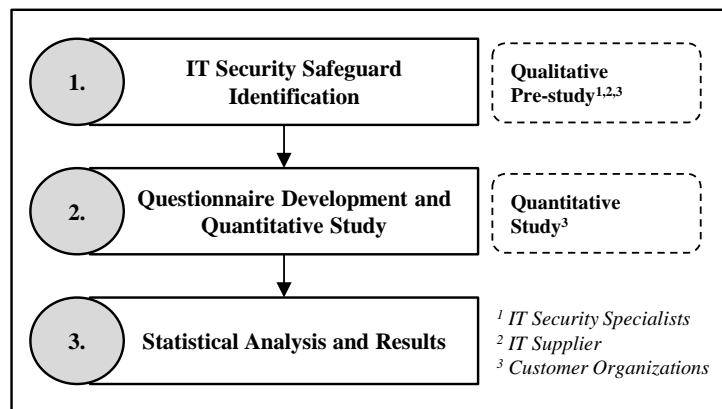 1.
IT Security Safeguard
Identification
Qualitative
Pre-study1,2,3
2.
Questionnaire Development and
Quantitative Study
Quantitative
Study3
3.
Statistical Analysis and Results
1 IT Security Specialists
2 IT Supplier
3 Customer Organizations